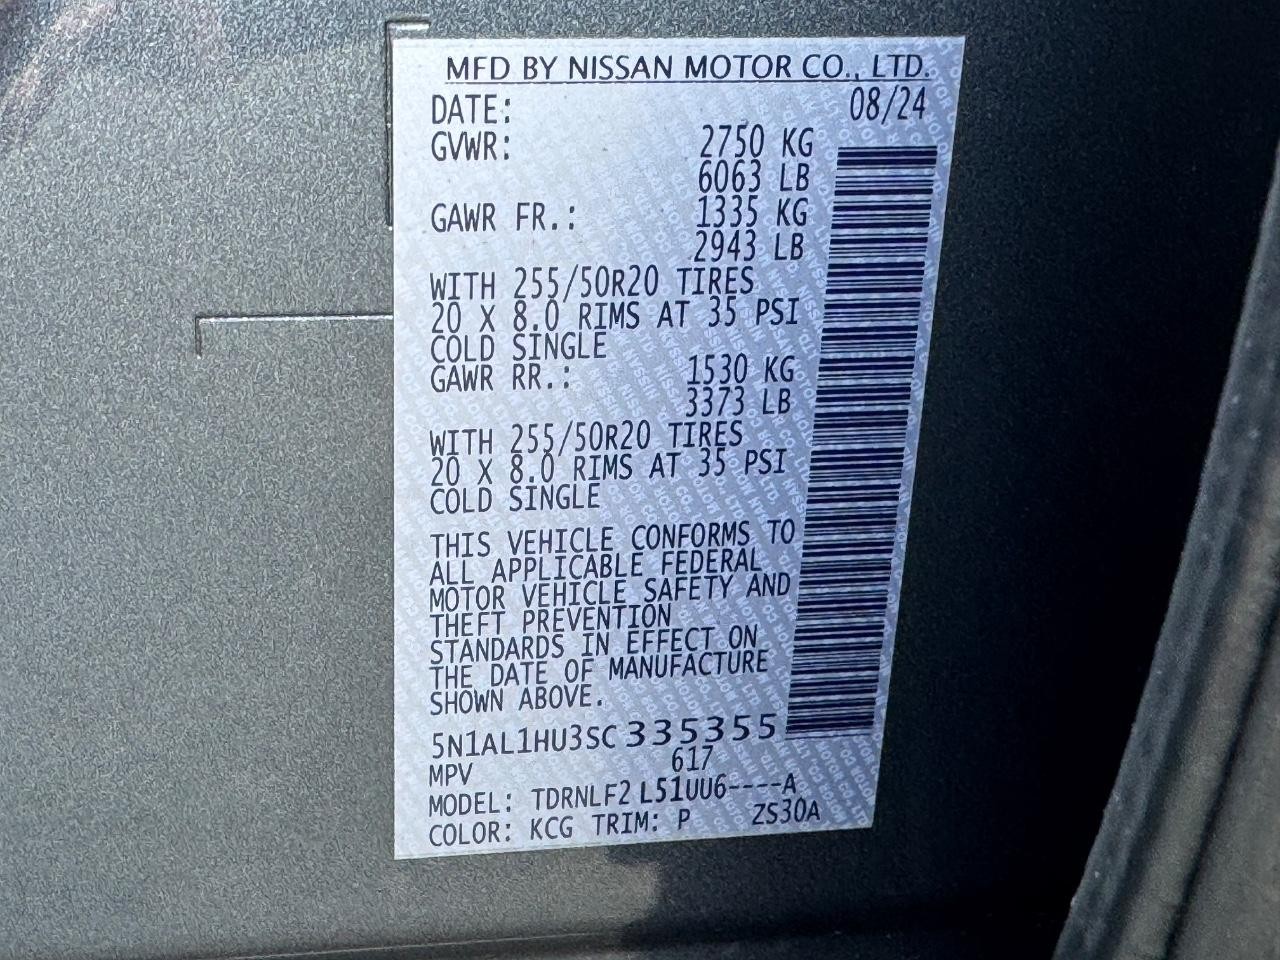 MFD BY NISSAN MOTOR CO., LTD.
DATE: 08/24
GVWR: 2750 KG
6063 LB
GAWR FR.: 1335 KG
2943 LB
WITH 255/50R20 TIRES
20 X 8.0 RIMS AT 35 PSI
COLD SINGLE
GAWR RR.: 1530 KG
3373 LB
WITH 255/50R20 TIRES
20 X 8.0 RIMS AT 35 PSI
COLD SINGLE
THIS VEHICLE CONFORMS TO
ALL APPLICABLE FEDERAL
MOTOR VEHICLE SAFETY AND
THEFT PREVENTION
STANDARDS IN EFFECT ON
THE DATE OF MANUFACTURE
SHOWN ABOVE.
5N1AL1HU3SC 335355
MPV 617
MODEL: TDRNLF2 L51UU6----A
COLOR: KCG TRIM: P ZS30A